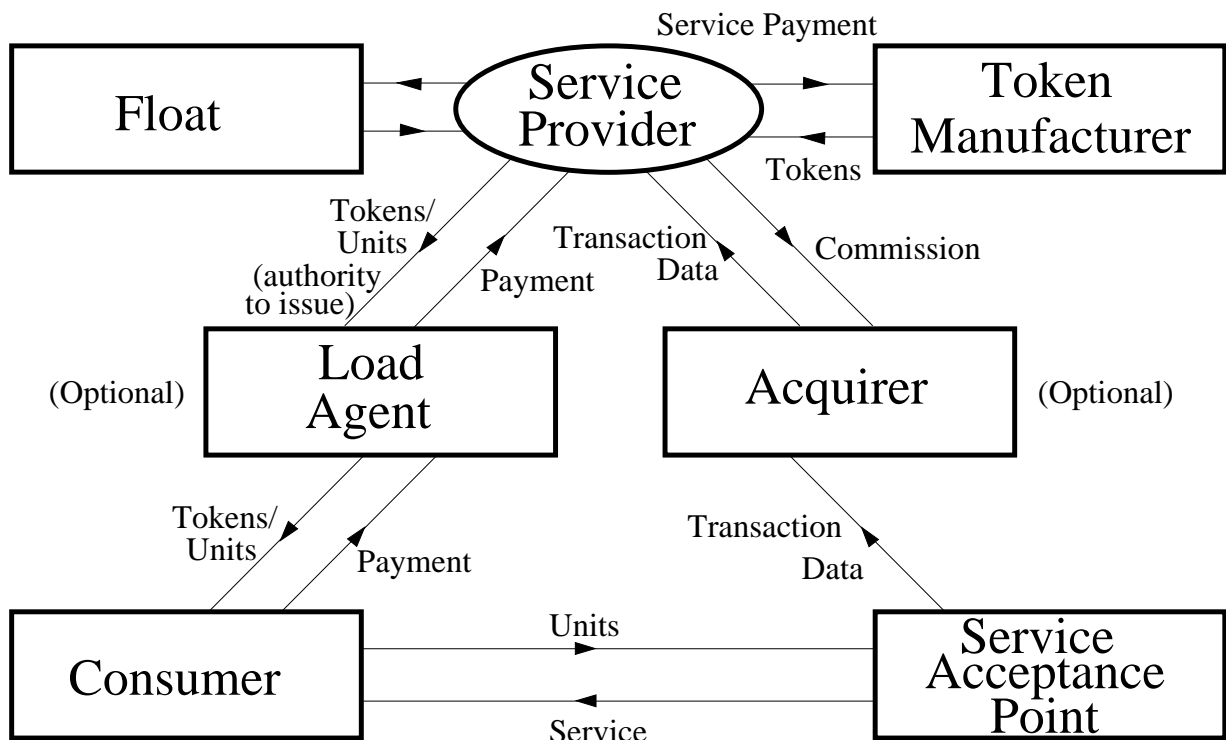 Service Payment
Float
Service
Provider
Token
Manufacturer
Tokens
Tokens/
Units
(authority
to issue)
Payment
Transaction
Data
Commission
(Optional)
Load
Agent
Acquirer
(Optional)
Tokens/
Units
Payment
Transaction
Data
Consumer
Units
Service
Service
Acceptance
Point